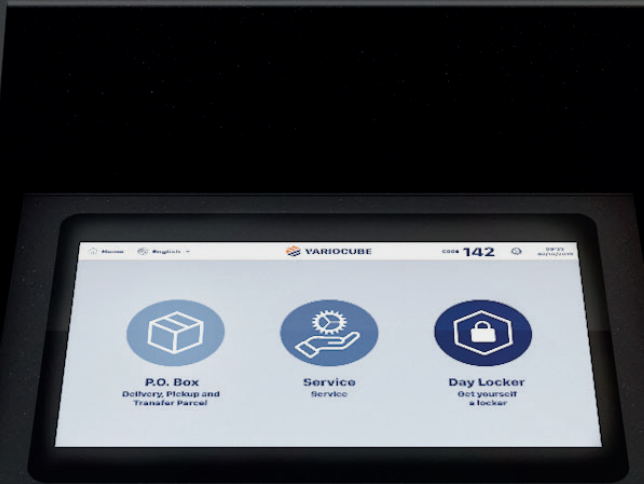 Home English VARIOCUBE CODE 142
P.O. Box
Delivery, Pickup and
Transfer Parcel
Service
Service
Day Locker
Get yourself
a locker